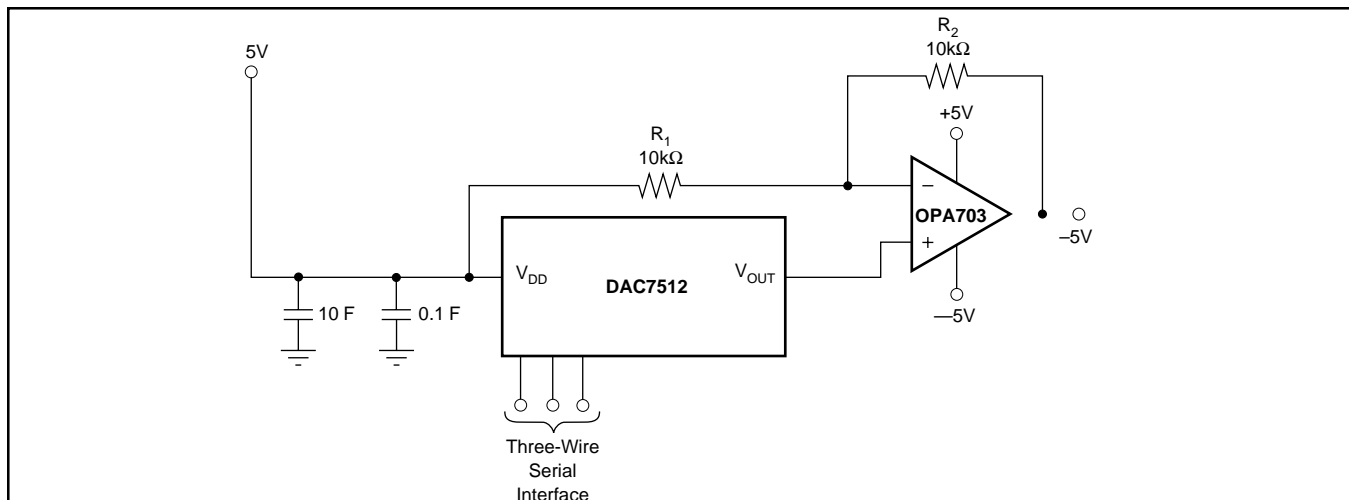 5V
R2
10kΩ
+5V
R1
10kΩ
–
OPA703
+
–5V
—5V
VDD
DAC7512
VOUT
10 F
0.1 F
Three-Wire
Serial
Interface